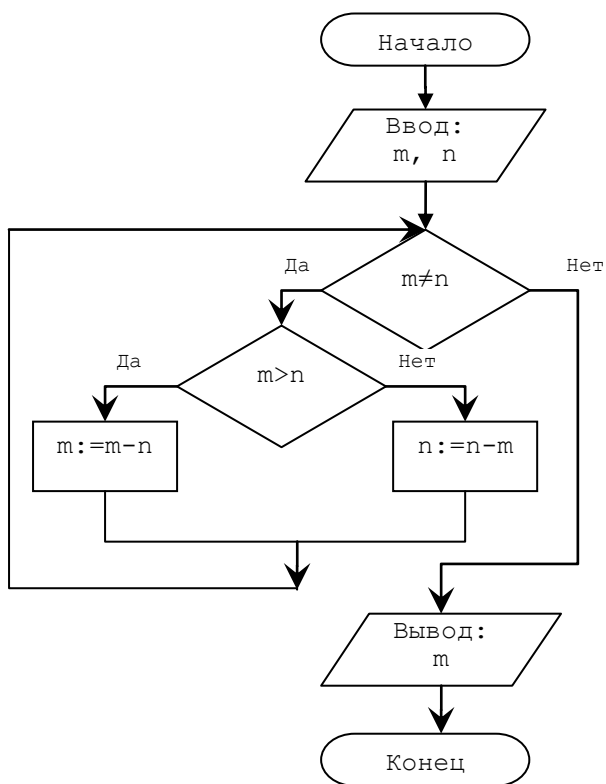 Начало
Ввод:
m, n
Да
m≠n
Нет
Да
m>n
Нет
m:=m-n
n:=n-m
Вывод:
m
Конец